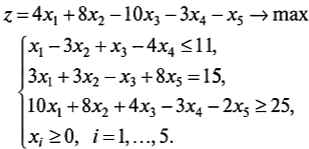 z = 4x₁ + 8x₂ − 10x₃ − 3x₄ − x₅ → max
x₁ − 3x₂ + x₃ − 4x₄ ≤ 11,
3x₁ + 3x₂ − x₃ + 8x₅ = 15,
10x₁ + 8x₂ + 4x₃ − 3x₄ − 2x₅ ≥ 25,
xᵢ ≥ 0, i = 1, ..., 5.